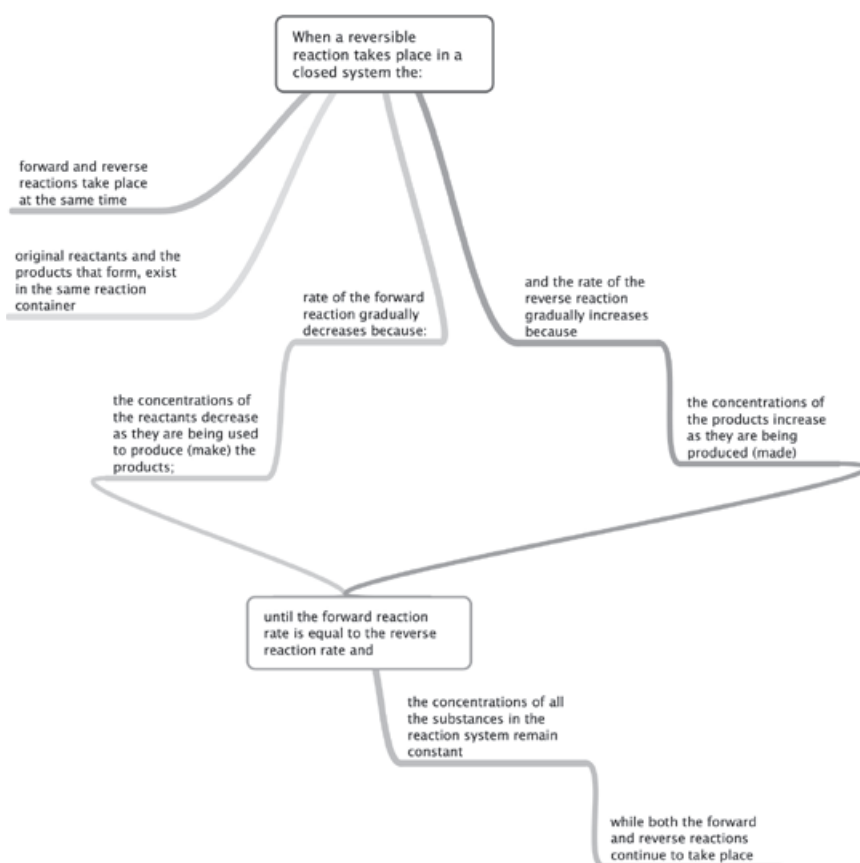 When a reversible
reaction takes place in a
closed system the:
forward and reverse
reactions take place
at the same time
original reactants and the
products that form, exist
in the same reaction
container
rate of the forward
reaction gradually
decreases because:
and the rate of the
reverse reaction
gradually increases
because
the concentrations of
the reactants decrease
as they are being used
to produce (make) the
products;
the concentrations of
the products increase
as they are being
produced (made)
until the forward reaction
rate is equal to the reverse
reaction rate and
the concentrations of all
the substances in the
reaction system remain
constant
while both the forward
and reverse reactions
continue to take place